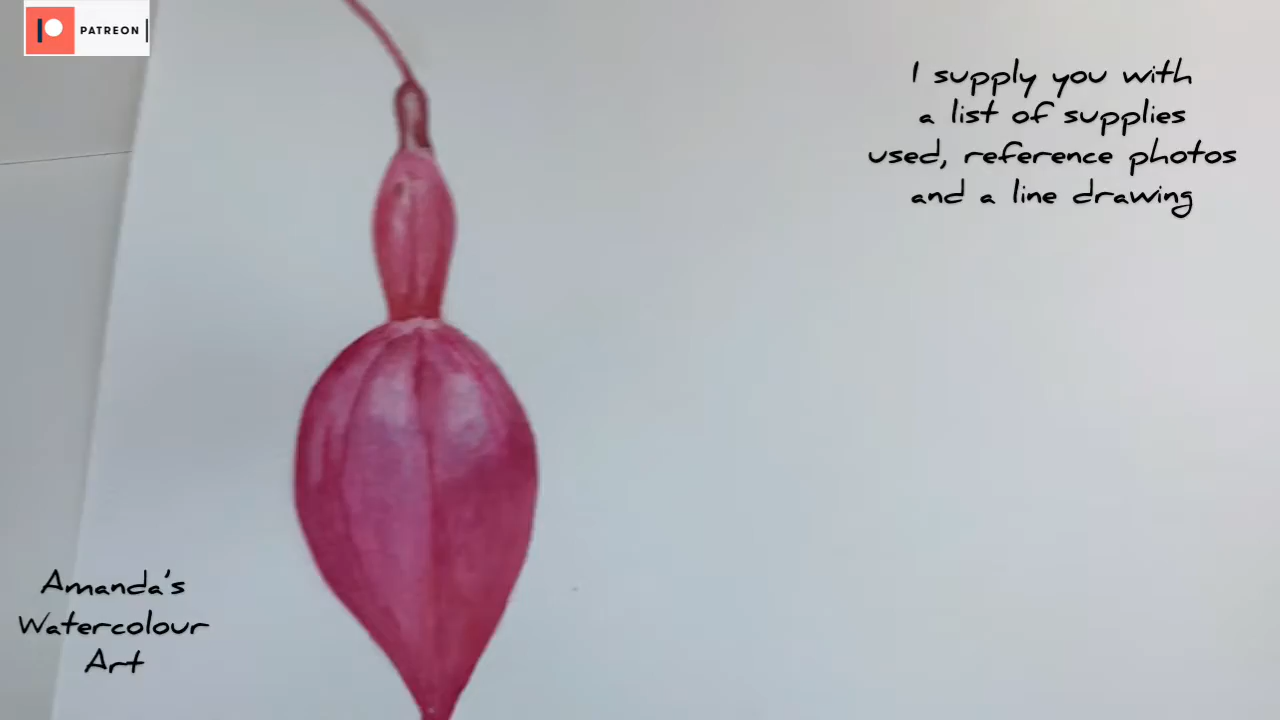 PATREON
I supply you with
a list of supplies
used, reference photos
and a line drawing
Amanda's
Watercolour
Art